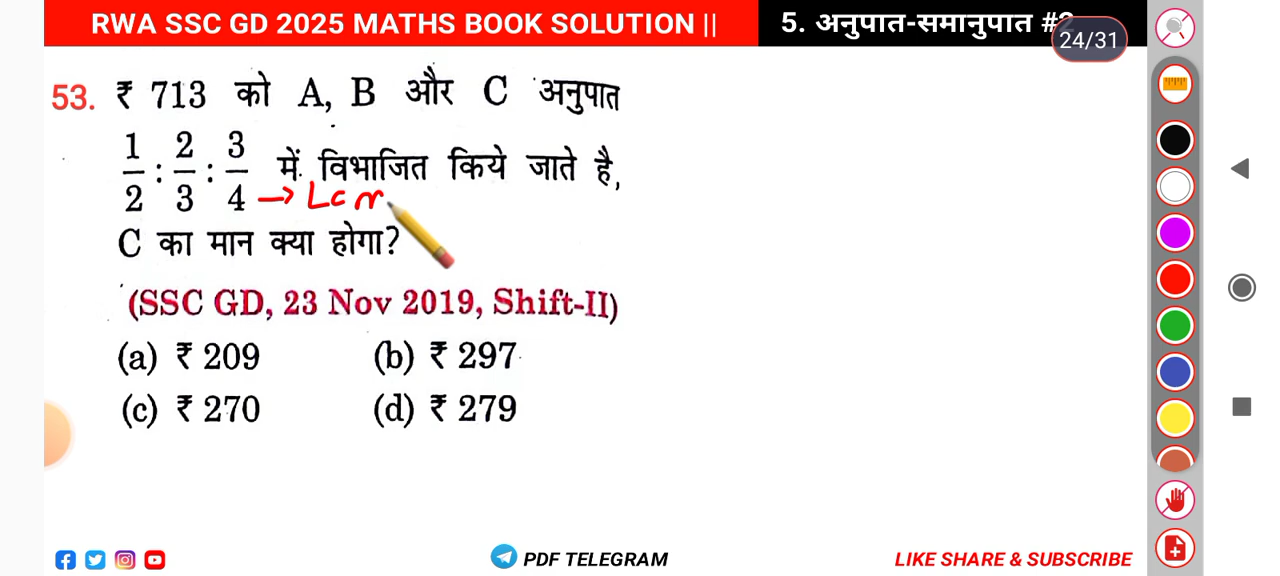 RWA SSC GD 2025 MATHS BOOK SOLUTION ||
5. अनुपात-समानुपात #2
24/31
53. ₹ 713 को A, B और C अनुपात
1/2 : 2/3 : 3/4 में विभाजित किये जाते है,
→ Lcm
C का मान क्या होगा?
(SSC GD, 23 Nov 2019, Shift-II)
(a) ₹ 209 (b) ₹ 297
(c) ₹ 270 (d) ₹ 279
PDF TELEGRAM
LIKE SHARE & SUBSCRIBE